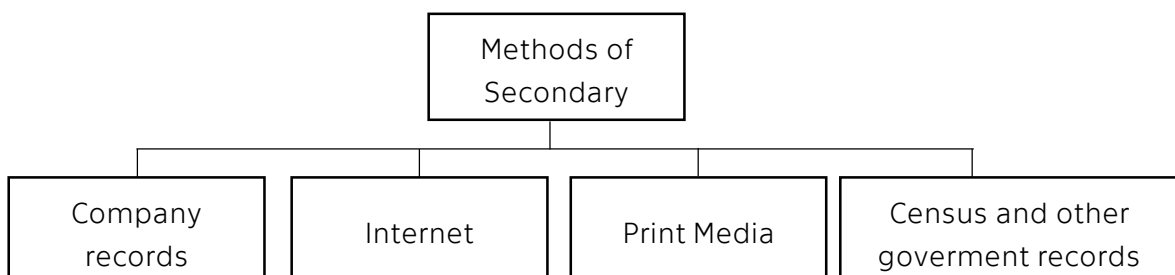 Methods of
Secondary
Company
records
Internet
Print Media
Census and other
goverment records